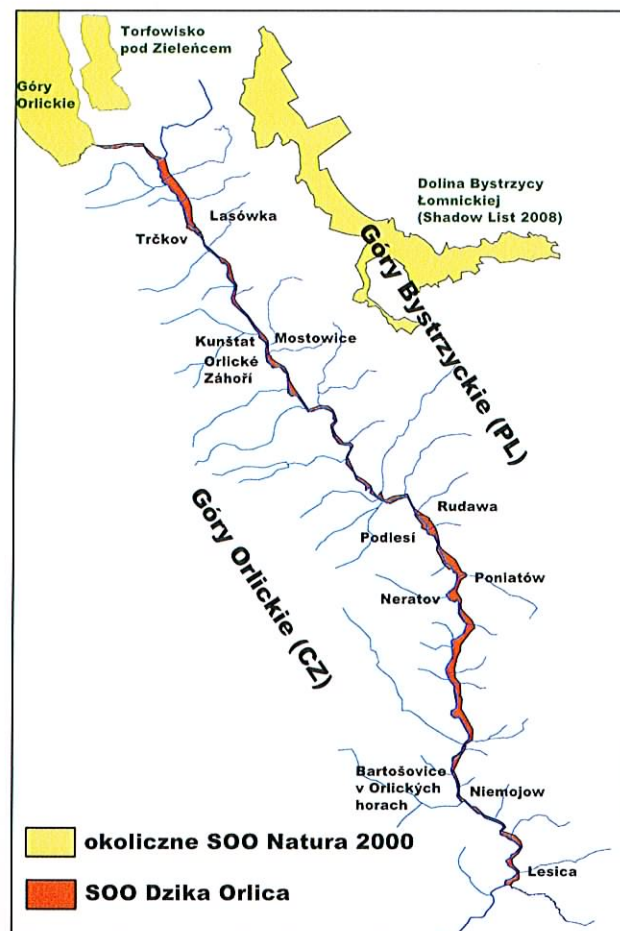 Torfowisko
pod Zieleńcem
Góry
Orlickie
Dolina Bystrzycy
Łomnickiej
(Shadow List 2008)
Lasówka
Trčkov
Góry Bystrzyckie (PL)
Kunštat
Mostowice
Orlické
Záhoří
Góry Orlickie (CZ)
Rudawa
Podlesí
Poniatów
Neratov
Bartošovice
v Orlických
horach
Niemojow
okoliczne SOO Natura 2000
Lesica
SOO Dzika Orlica